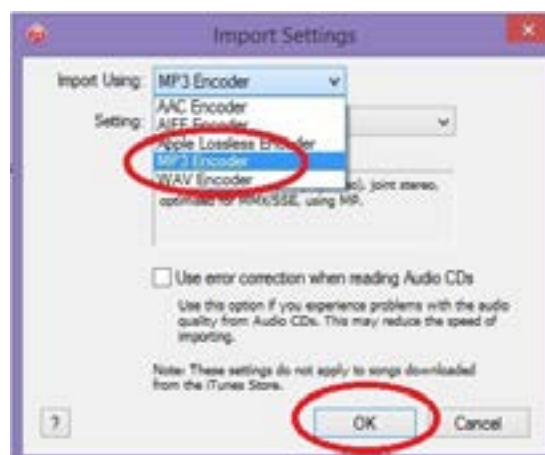 Import Settings
Import Using: MP3 Encoder
AAC Encoder
Setting: AIFF Encoder
Apple Lossless Encoder
MP3 Encoder
WAV Encoder
joint stereo,
optimized for MMX/SSE, using MP.
Use error correction when reading Audio CDs
Use this option if you experience problems with the audio
quality from Audio CDs. This may reduce the speed of
importing.
Note: These settings do not apply to songs downloaded
from the iTunes Store.
?
OK
Cancel